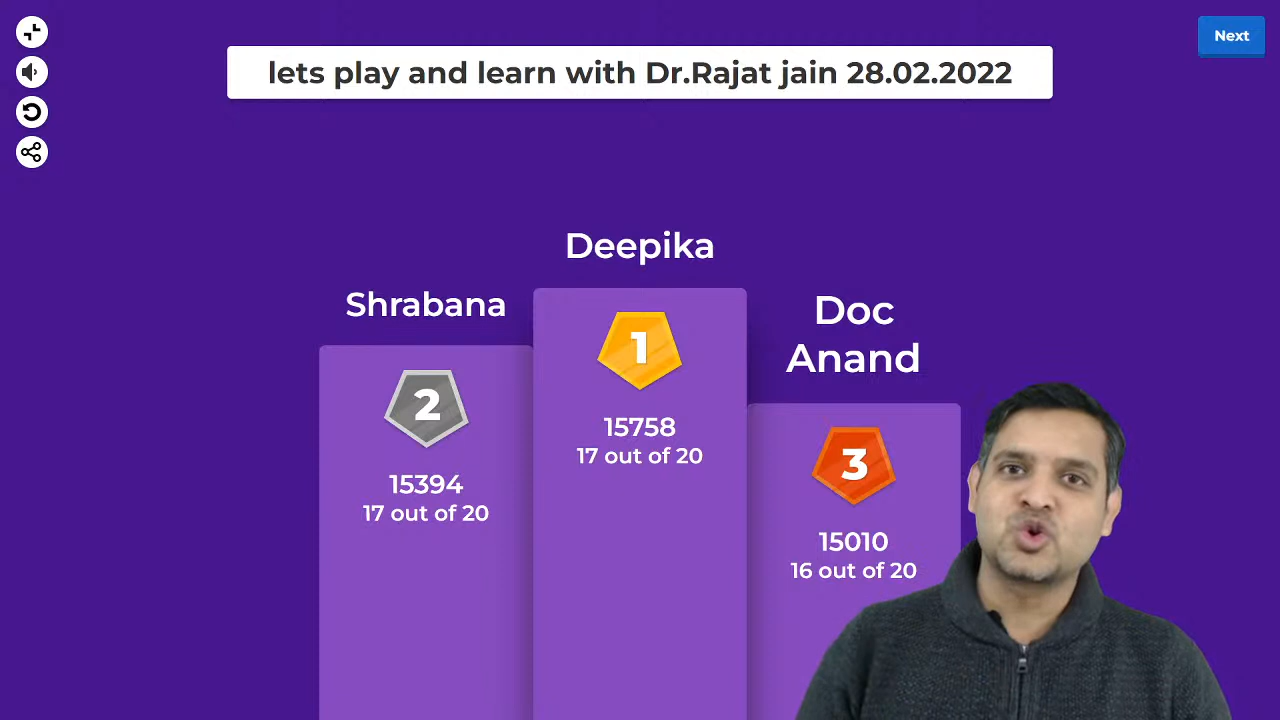 Next
lets play and learn with Dr.Rajat jain 28.02.2022
Deepika
Shrabana
Doc
Anand
1
15758
17 out of 20
2
15394
17 out of 20
3
15010
16 out of 20